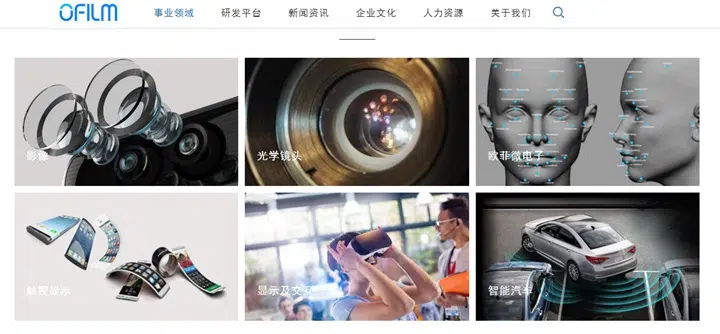 OFILM
事业领域 研发平台 新闻资讯 企业文化 人力资源 关于我们
影像
光学镜头
欧菲微电子
触控显示
显示及交互
智能汽车